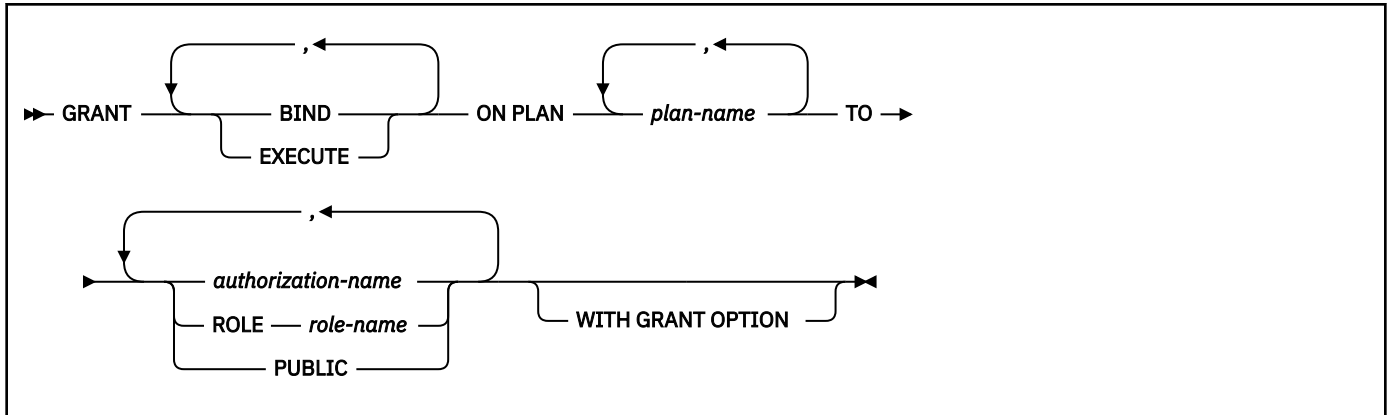 ,
,
GRANT BIND ON PLAN plan-name TO
EXECUTE
,
authorization-name
ROLE role-name WITH GRANT OPTION
PUBLIC